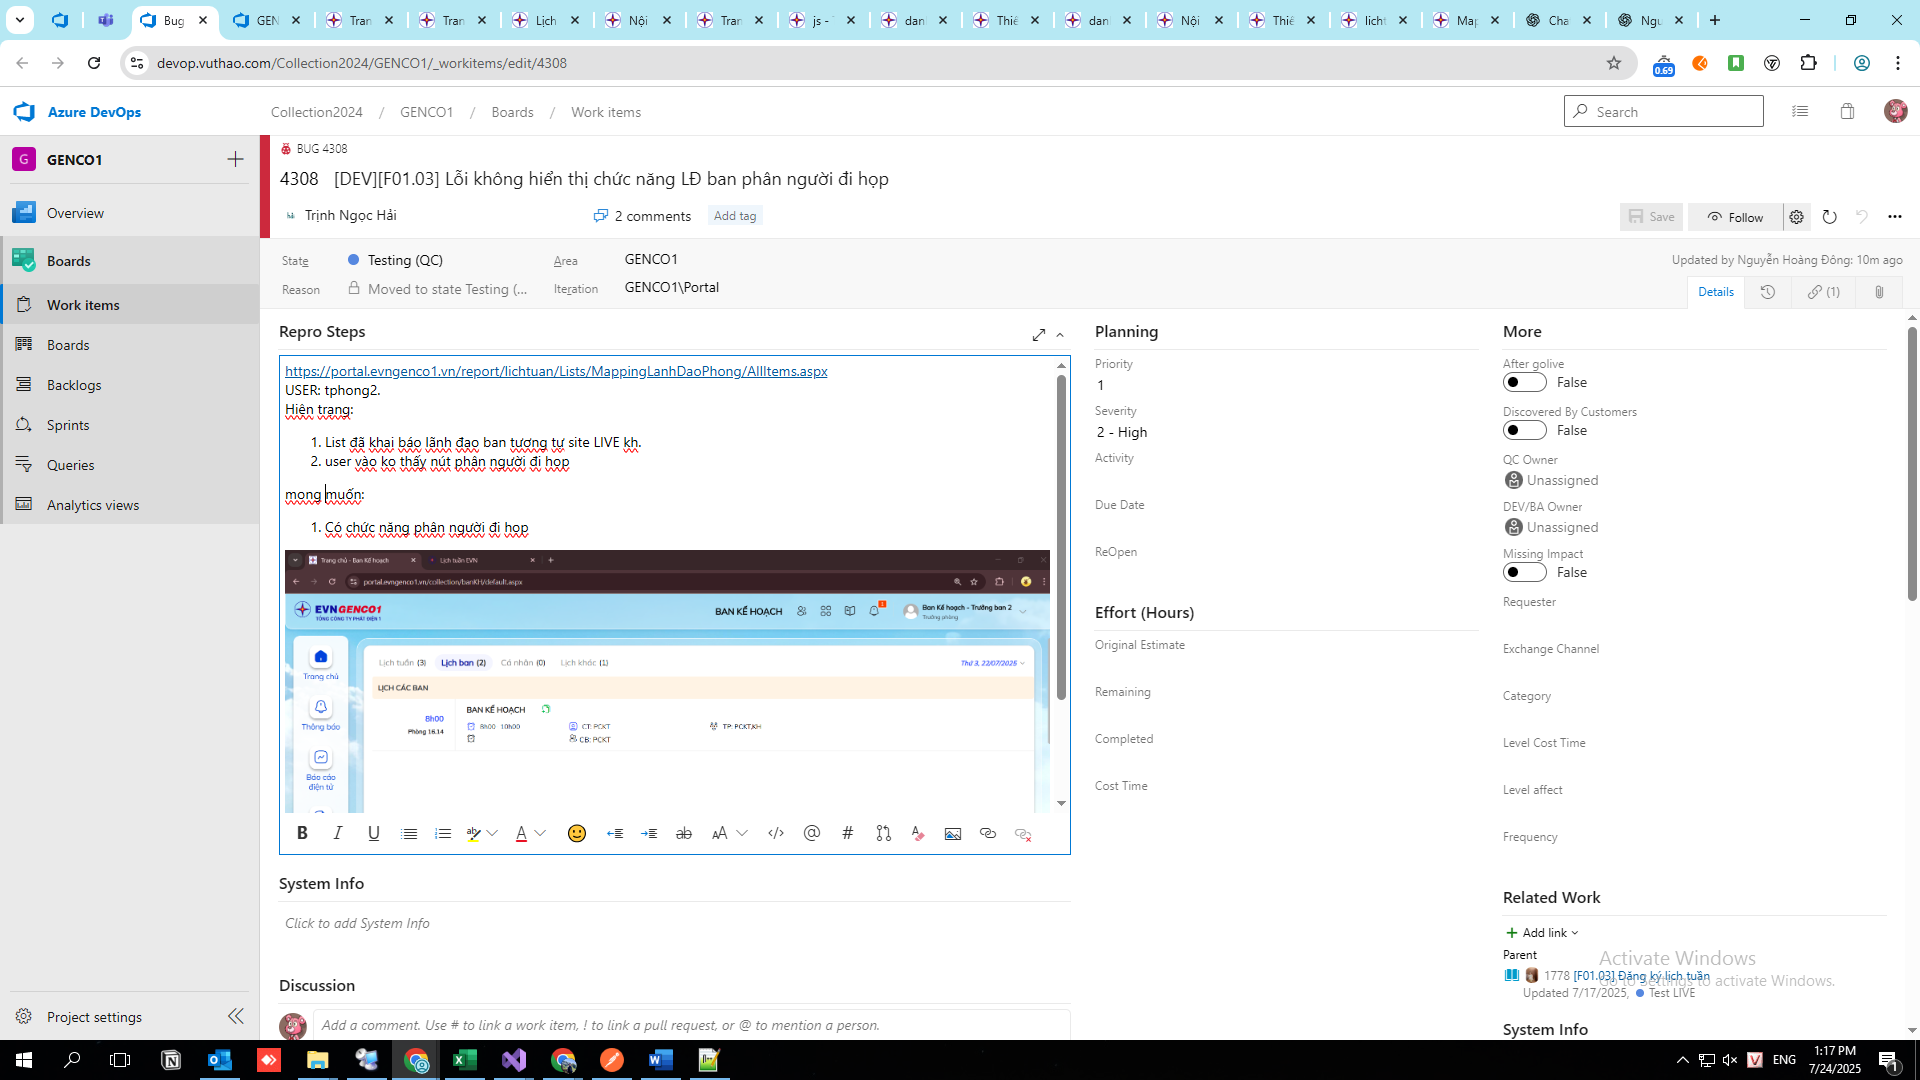 Bug
GEN
Tran
Tran
Lịch
Nội
Tran
js -
dan
Thiê
dan
Nội
Thiê
licht
Map
Cha
Ngu
devop.vuthao.com/Collection2024/GENCO1/_workitems/edit/4308
0.69
Azure DevOps
Collection2024 / GENCO1 / Boards / Work items
Search
G GENCO1
Overview
Boards
Work items
Boards
Backlogs
Sprints
Queries
Analytics views
Project settings
BUG 4308
4308 [DEV][F01.03] Lỗi không hiển thị chức năng LĐ ban phân người đi họp
Trịnh Ngọc Hải
2 comments
Add tag
Save
Follow
State
Testing (QC)
Area
GENCO1
Updated by Nguyễn Hoàng Đông: 10m ago
Reason
Moved to state Testing (...
Iteration
GENCO1\Portal
Details
(1)
Repro Steps
https://portal.evngenco1.vn/report/lichtuan/Lists/MappingLanhDaoPhong/AllItems.aspx
USER: tphong2.
Hiện trạng:
1. List đã khai báo lãnh đạo ban tương tự site LIVE kh.
2. user vào ko thấy nút phân người đi họp
mong muốn:
1. Có chức năng phân người đi họp
Trang chủ - Ban Kế hoạch
Lịch tuần EVN
portal.evngenco1.vn/collection/banKH/default.aspx
EVNGENCO1
TỔNG CÔNG TY PHÁT ĐIỆN 1
BAN KẾ HOẠCH
Ban Kế hoạch - Trưởng ban 2
Trưởng phòng
Trang chủ
Thông báo
Báo cáo điện tử
Lịch tuần (3)
Lịch ban (2)
Cá nhân (0)
Lịch khác (1)
Thứ 3, 22/07/2025
LỊCH CÁC BAN
8h00
Phòng 16.14
BAN KẾ HOẠCH
8h00 10h00
CT: PCKT
TP: PCKT,KH
CB: PCKT
System Info
Click to add System Info
Discussion
Add a comment. Use # to link a work item, ! to link a pull request, or @ to mention a person.
Planning
Priority
1
Severity
2 - High
Activity
Due Date
ReOpen
Effort (Hours)
Original Estimate
Remaining
Completed
Cost Time
More
After golive
False
Discovered By Customers
False
QC Owner
Unassigned
DEV/BA Owner
Unassigned
Missing Impact
False
Requester
Exchange Channel
Category
Level Cost Time
Level affect
Frequency
Related Work
Add link
Parent
1778 [F01.03] Đăng ký lịch tuần
Updated 7/17/2025, Test LIVE
System Info
Activate Windows
Go to Settings to activate Windows.
ENG
1:17 PM
7/24/2025
1